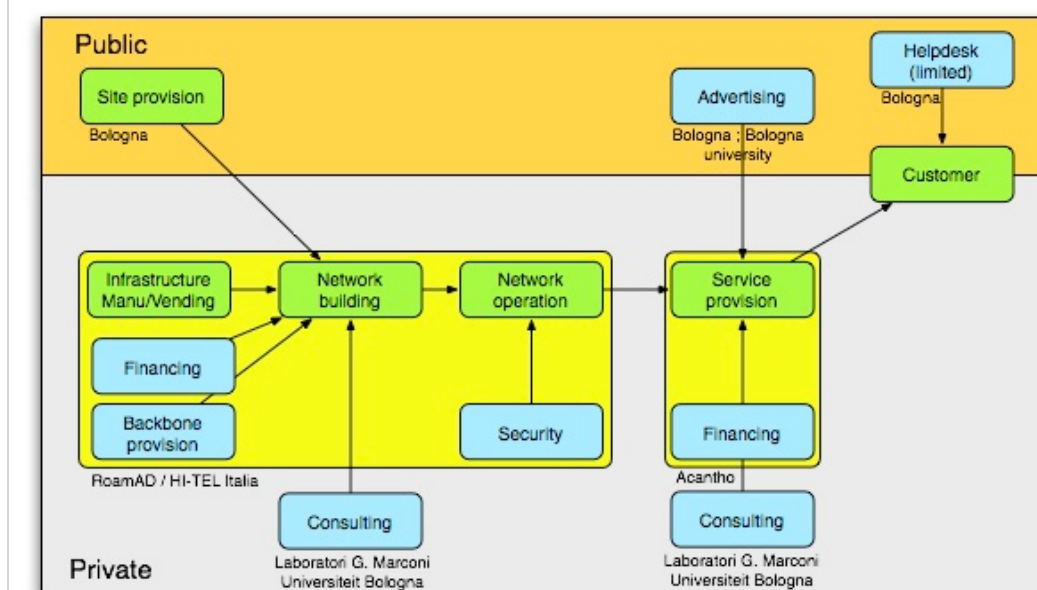 Public
Helpdesk
(limited)
Site provision
Advertising
Bologna
Bologna
Bologna ; Bologna
university
Customer
Infrastructure
Manu/Vending
Network
building
Network
operation
Service
provision
Financing
Backbone
provision
Security
Financing
RoamAD / HI-TEL Italia
Acantho
Consulting
Consulting
Laboratori G. Marconi
Universiteit Bologna
Laboratori G. Marconi
Universiteit Bologna
Private